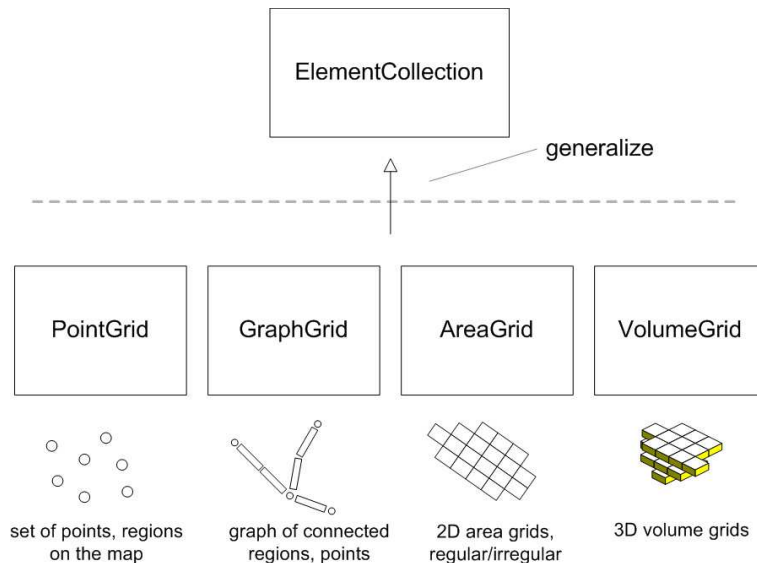 ElementCollection
generalize
PointGrid
GraphGrid
AreaGrid
VolumeGrid
set of points, regions
on the map
graph of connected
regions, points
2D area grids,
regular/irregular
3D volume grids